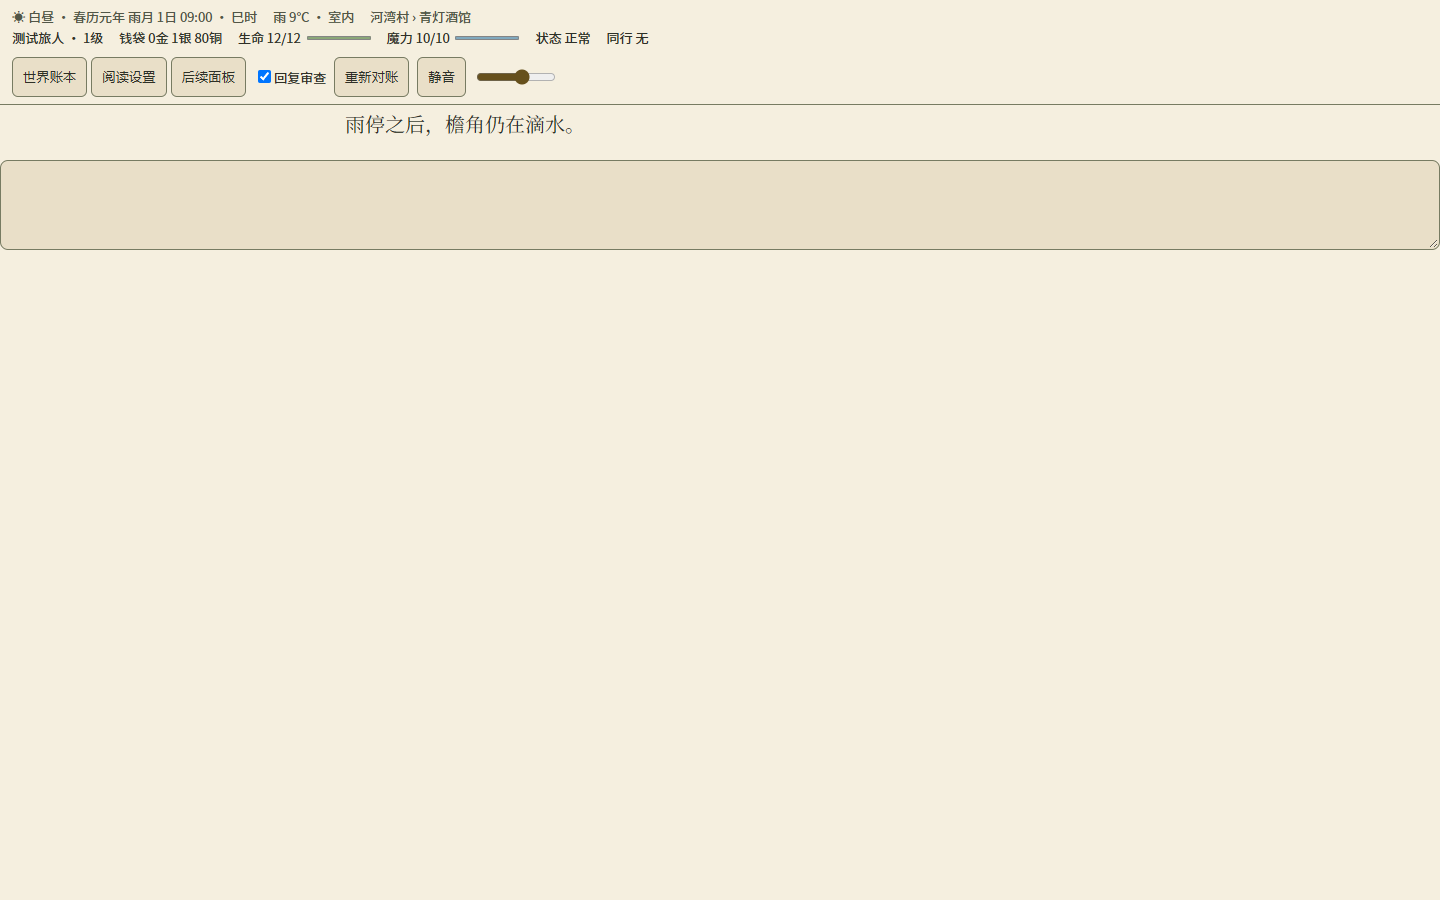 ☀ 白昼 · 春历元年 雨月 1日 09:00 · 巳时 雨 9°C · 室内 河湾村 › 青灯酒馆
测试旅人 · 1级 钱袋 0金 1银 80铜 生命 12/12 魔力 10/10 状态 正常 同行 无
世界账本 阅读设置 后续面板 回复审查 重新对账 静音
雨停之后，檐角仍在滴水。